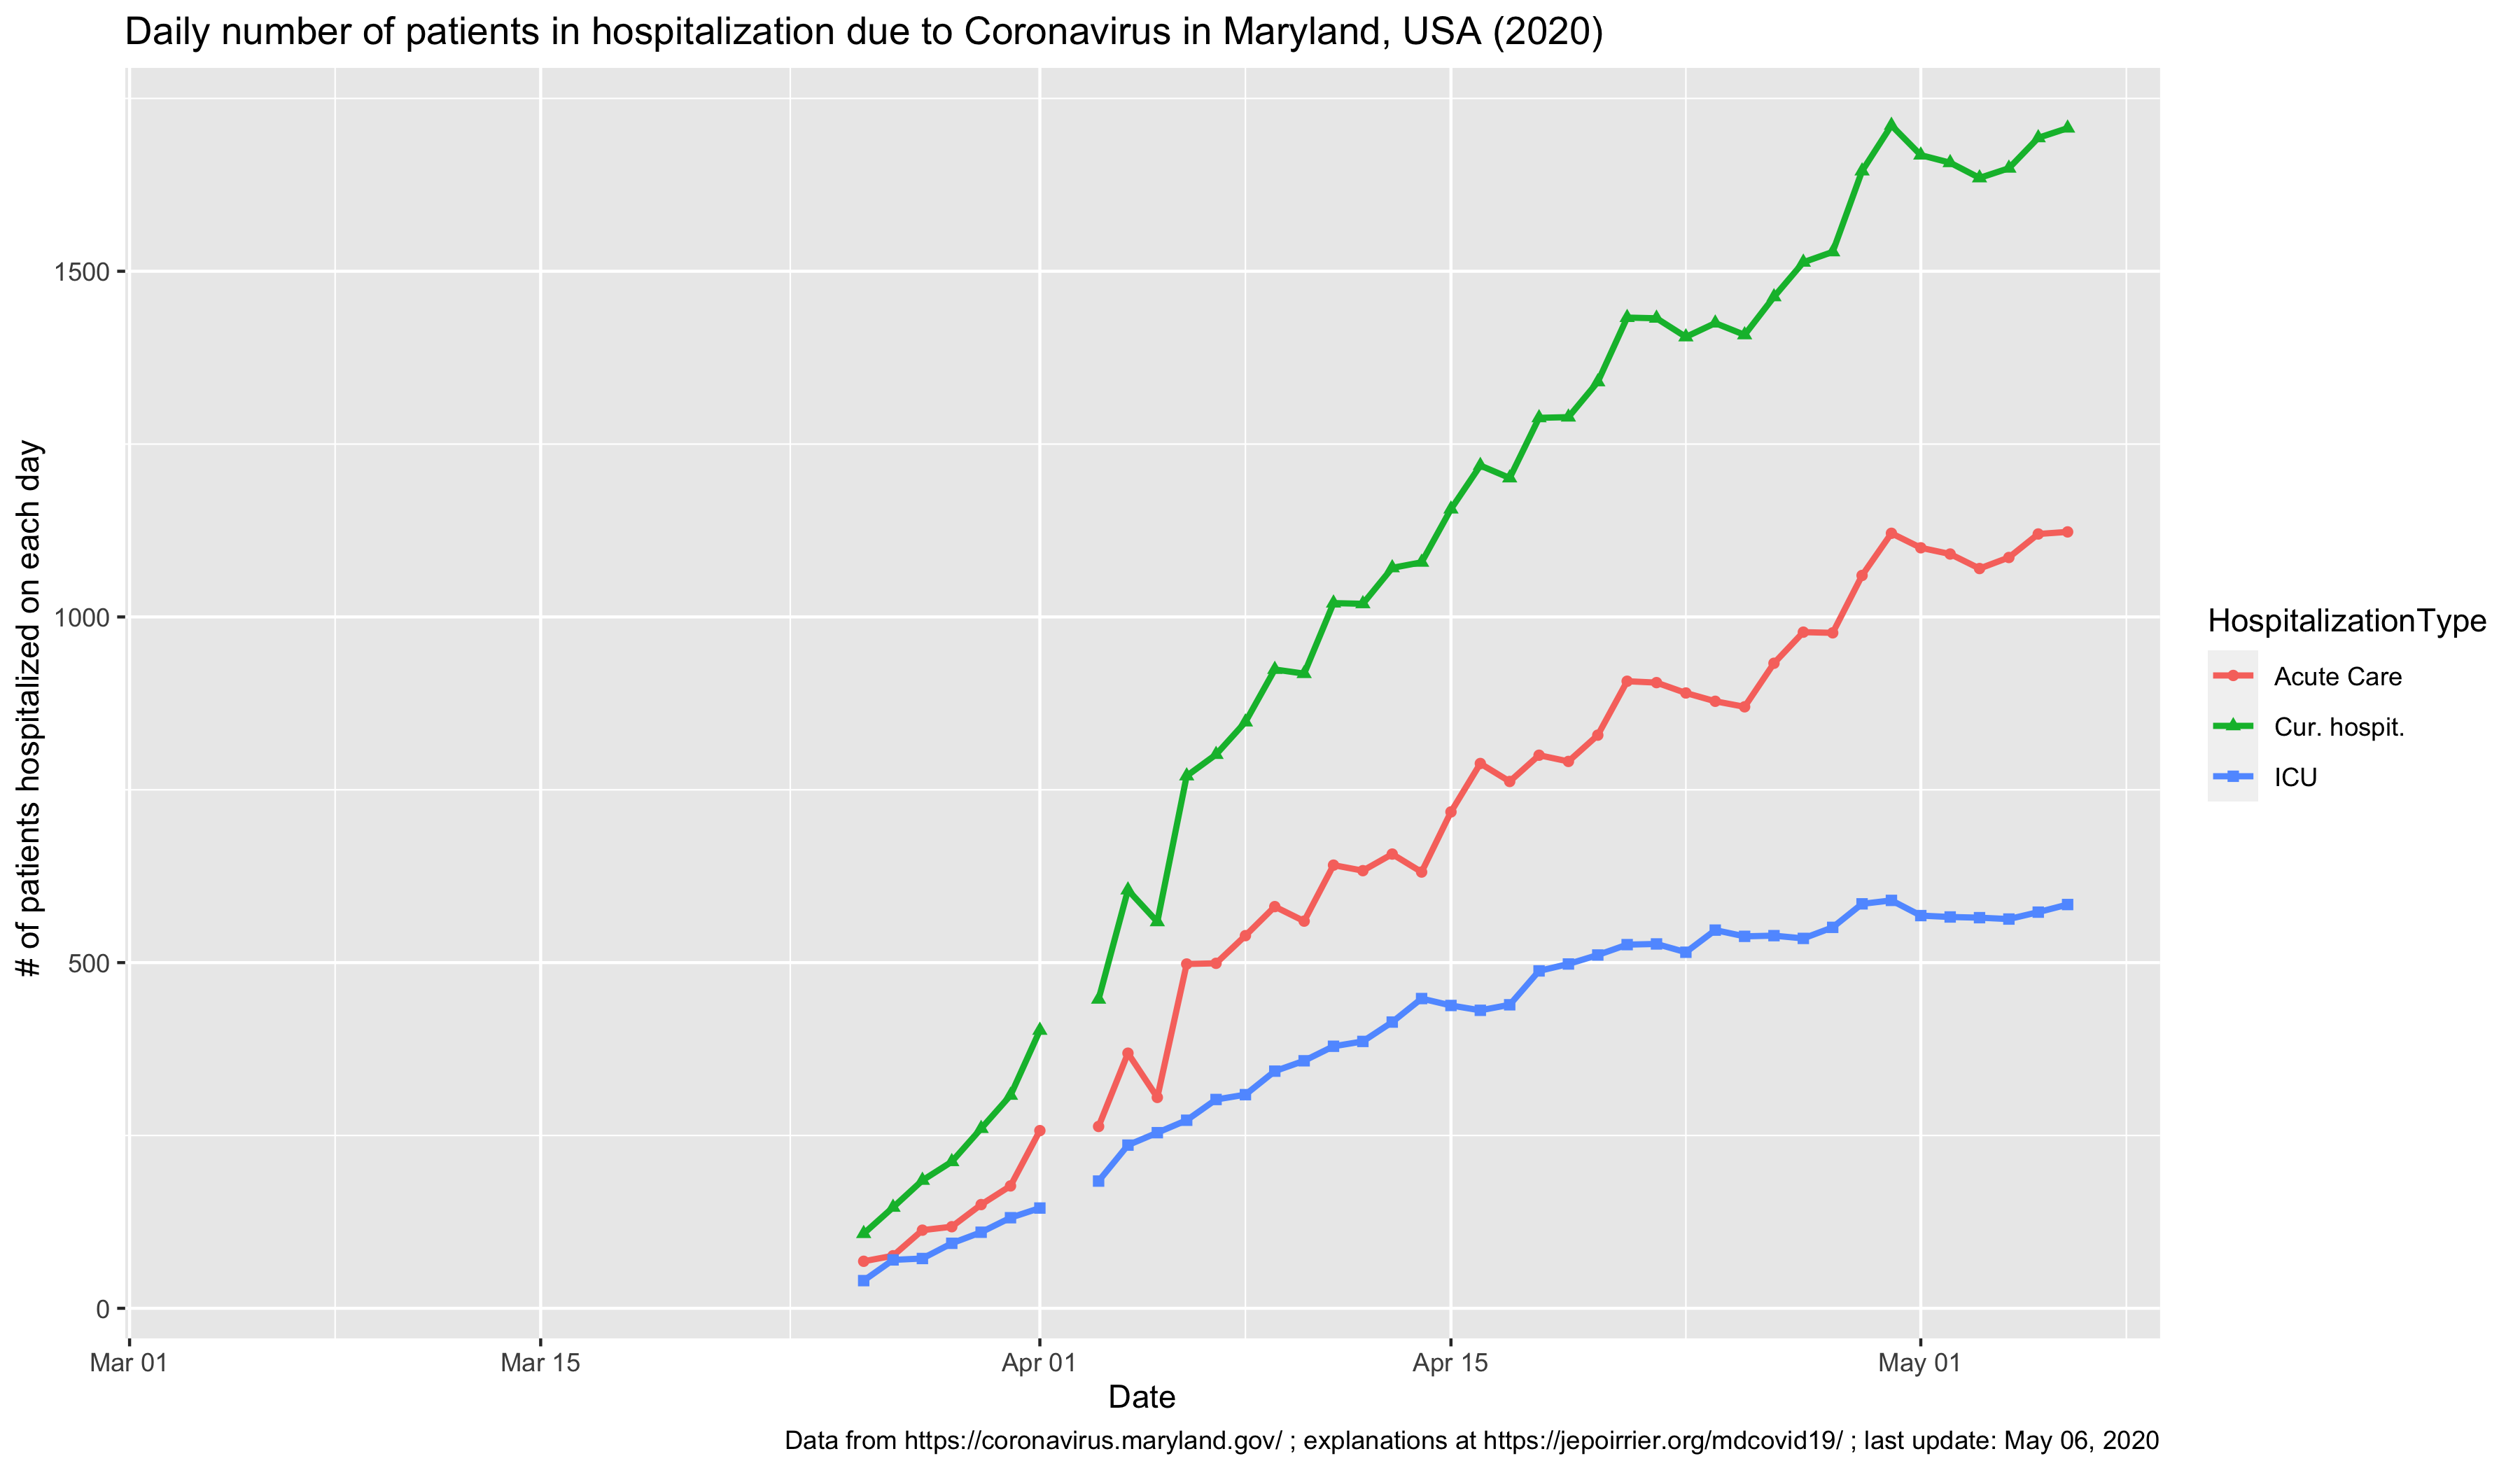 Daily number of patients in hospitalization due to Coronavirus in Maryland, USA (2020)
# of patients hospitalized on each day
1500
1000
500
0
Mar 01
Mar 15
Apr 01
Apr 15
May 01
Date
HospitalizationType
Acute Care
Cur. hospit.
ICU
Data from https://coronavirus.maryland.gov/ ; explanations at https://jepoirrier.org/mdcovid19/ ; last update: May 06, 2020